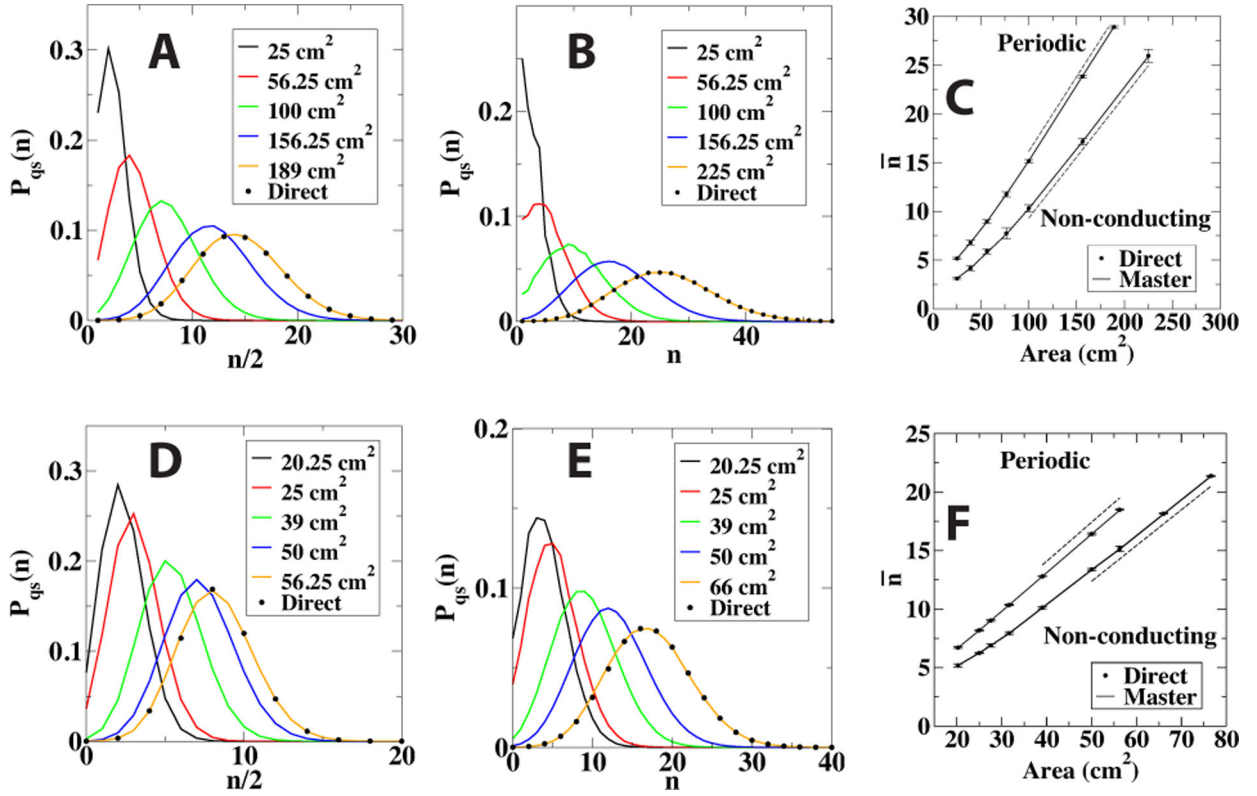 A
P_qs(n)
0.3
0.2
0.1
0
25 cm²
56.25 cm²
100 cm²
156.25 cm²
189 cm²
Direct
0 10 20 30
n/2
B
P_qs(n)
0.2
0.1
0
25 cm²
56.25 cm²
100 cm²
156.25 cm²
225 cm²
Direct
0 20 40
n
C
n̄
30
25
20
15
10
5
0
Periodic
Non-conducting
Direct
Master
0 50 100 150 200 250 300
Area (cm²)
D
P_qs(n)
0.3
0.2
0.1
0
20.25 cm²
25 cm²
39 cm²
50 cm²
56.25 cm²
Direct
0 10 20
n/2
E
P_qs(n)
0.2
0.1
0
20.25 cm²
25 cm²
39 cm²
50 cm²
66 cm²
Direct
0 10 20 30 40
n
F
n̄
25
20
15
10
5
0
Periodic
Non-conducting
Direct
Master
20 30 40 50 60 70 80
Area (cm²)